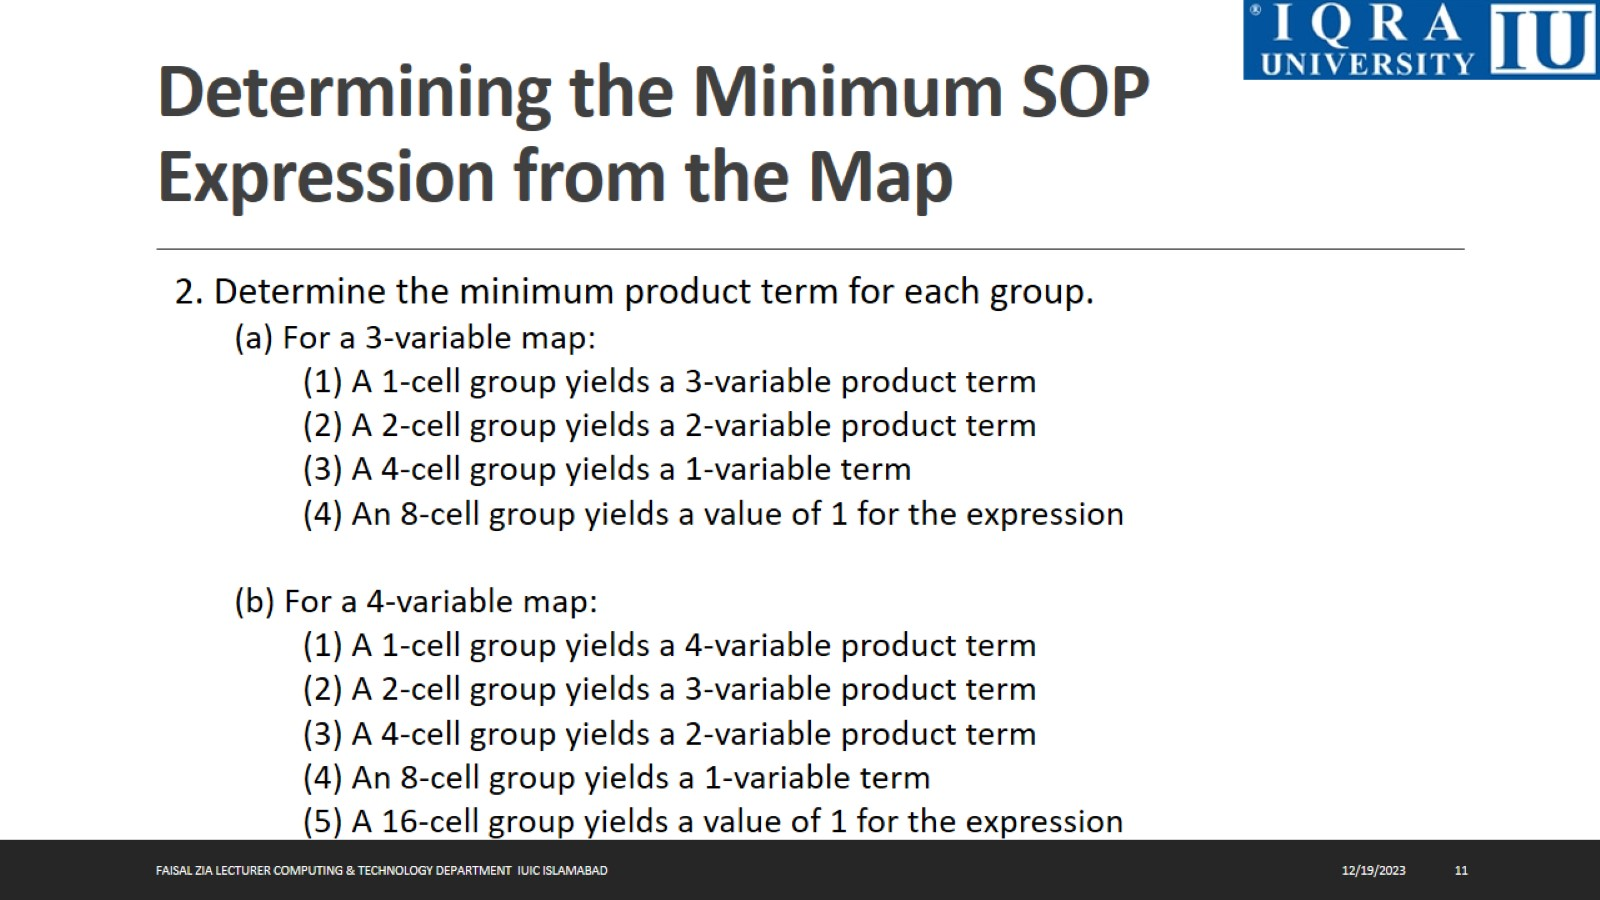 ® IQRA
UNIVERSITY
IU
Determining the Minimum SOP
Expression from the Map
2. Determine the minimum product term for each group.
(a) For a 3-variable map:
(1) A 1-cell group yields a 3-variable product term
(2) A 2-cell group yields a 2-variable product term
(3) A 4-cell group yields a 1-variable term
(4) An 8-cell group yields a value of 1 for the expression
(b) For a 4-variable map:
(1) A 1-cell group yields a 4-variable product term
(2) A 2-cell group yields a 3-variable product term
(3) A 4-cell group yields a 2-variable product term
(4) An 8-cell group yields a 1-variable term
(5) A 16-cell group yields a value of 1 for the expression
FAISAL ZIA LECTURER COMPUTING & TECHNOLOGY DEPARTMENT IUIC ISLAMABAD 12/19/2023 11